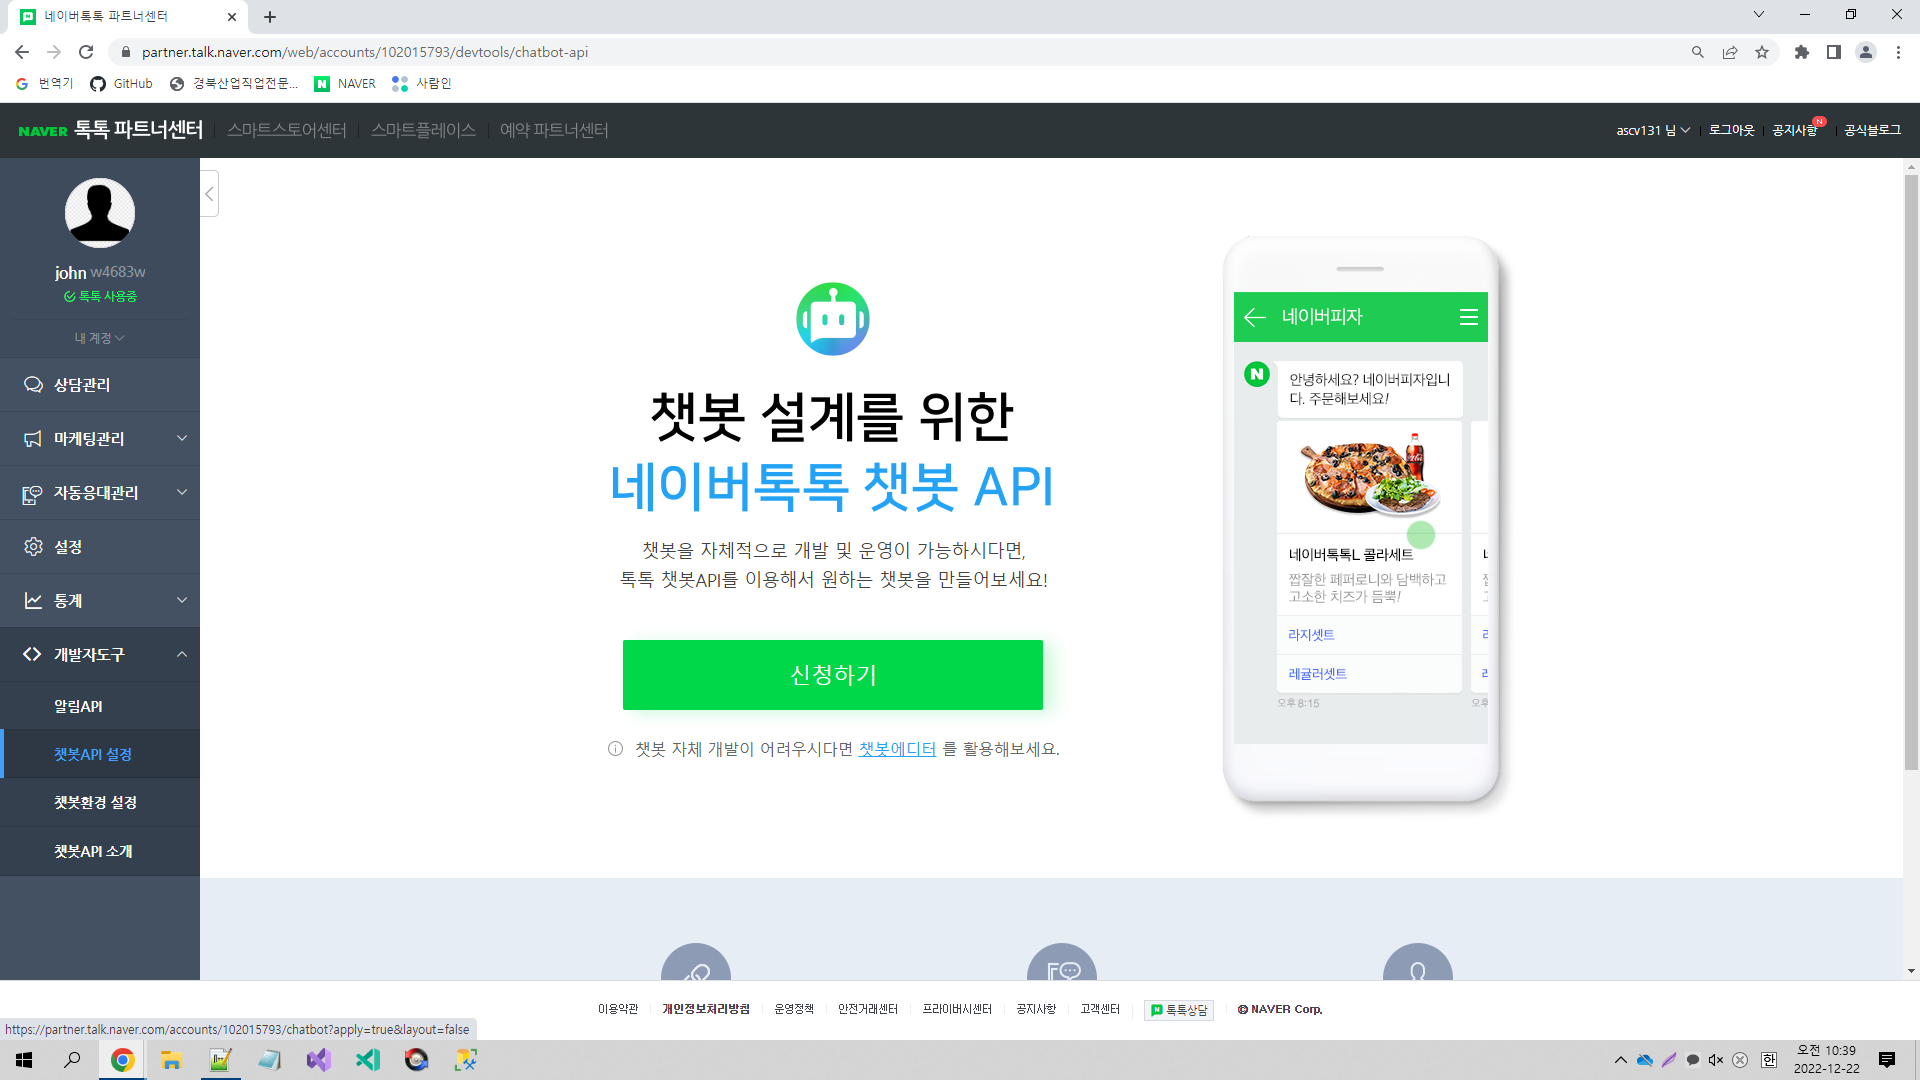 네이버톡톡 파트너센터
partner.talk.naver.com/web/accounts/102015793/devtools/chatbot-api
번역기 GitHub 경북산업직업전문... NAVER 사람인
NAVER 톡톡 파트너센터 스마트스토어센터 스마트플레이스 예약 파트너센터 ascv131 님 로그아웃 공지사항 N 공식블로그
john w4683w
톡톡 사용중
내 계정
상담관리
마케팅관리
자동응대관리
설정
통계
개발자도구
알림API
챗봇API 설정
챗봇환경 설정
챗봇API 소개
챗봇 설계를 위한
네이버톡톡 챗봇 API
챗봇을 자체적으로 개발 및 운영이 가능하시다면,
톡톡 챗봇API를 이용해서 원하는 챗봇을 만들어보세요!
신청하기
챗봇 자체 개발이 어려우시다면 챗봇에디터 를 활용해보세요.
네이버피자
안녕하세요? 네이버피자입니
다. 주문해보세요!
네이버톡톡L 콜라세트
짭잘한 페퍼로니와 담백하고
고소한 치즈가 듬뿍!
라지셋트
레귤러셋트
오후 8:15
이용약관 개인정보처리방침 운영정책 안전거래센터 프라이버시센터 공지사항 고객센터 톡톡상담 © NAVER Corp.
https://partner.talk.naver.com/accounts/102015793/chatbot?apply=true&layout=false
한
오전 10:39
2022-12-22